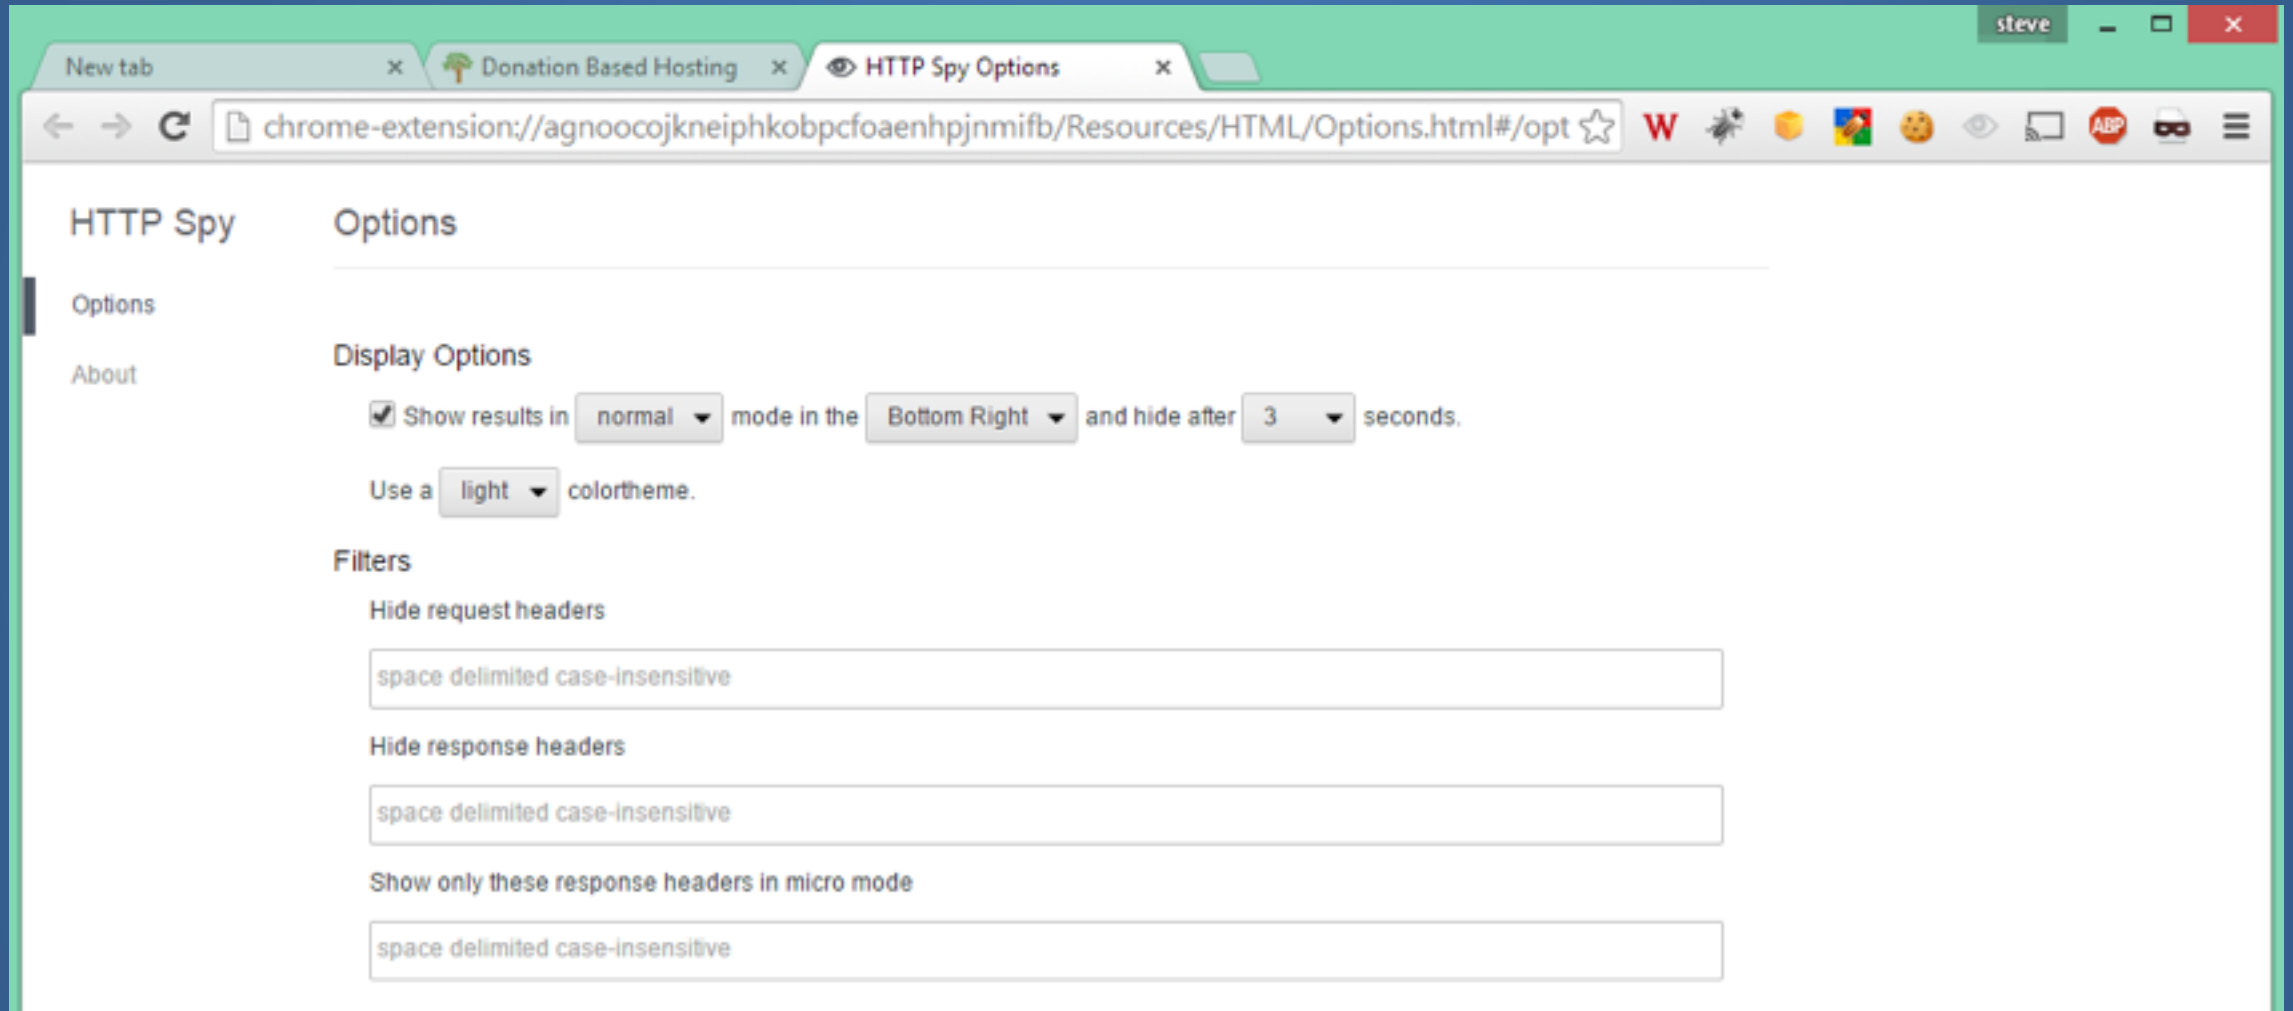 steve
New tab
Donation Based Hosting
HTTP Spy Options
chrome-extension://agnoocojkneiphkobpcfoaenhpjnmifb/Resources/HTML/Options.html#/opt
W
ABP
HTTP Spy
Options
Options
About
Display Options
Show results in normal mode in the Bottom Right and hide after 3 seconds.
Use a light colortheme.
Filters
Hide request headers
space delimited case-insensitive
Hide response headers
space delimited case-insensitive
Show only these response headers in micro mode
space delimited case-insensitive